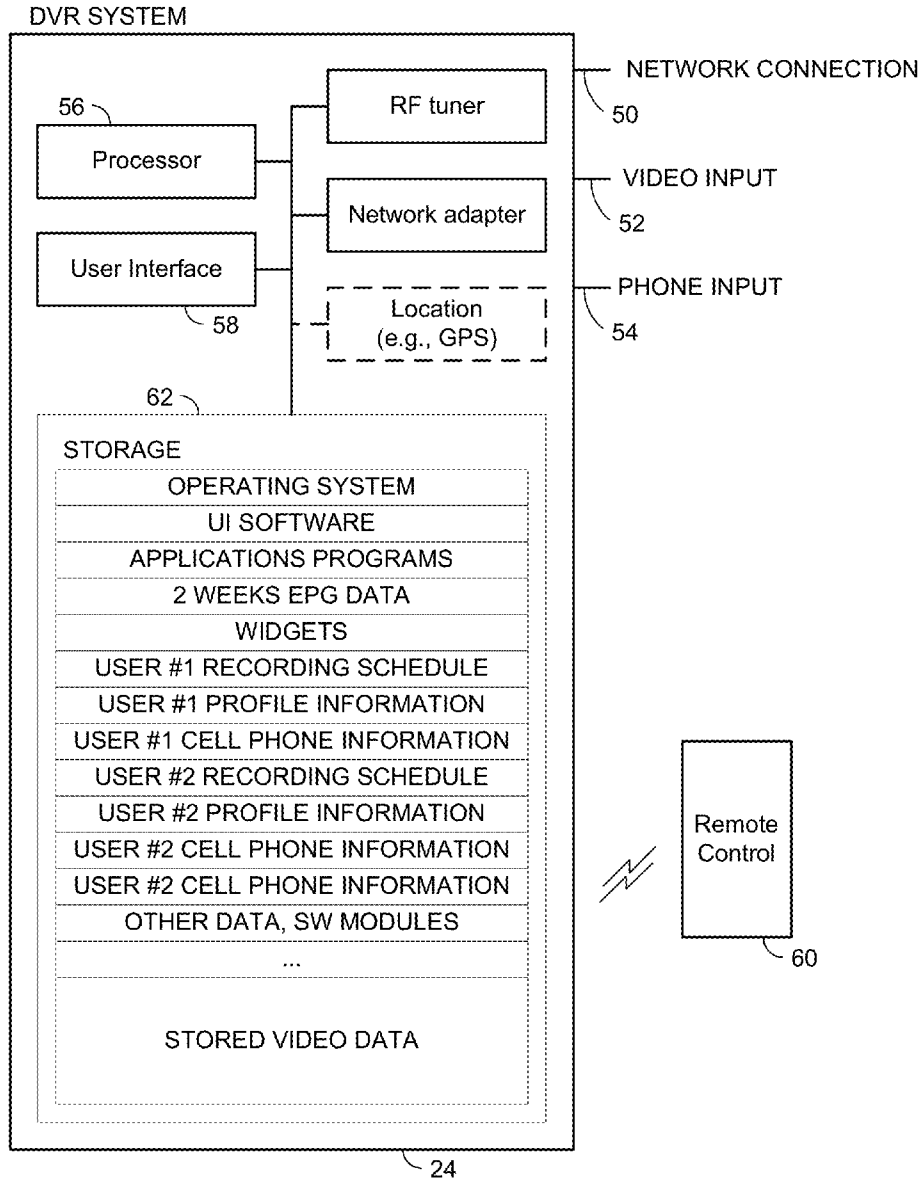 DVR SYSTEM
NETWORK CONNECTION
50
56
RF tuner
Processor
VIDEO INPUT
52
Network adapter
User Interface
58
PHONE INPUT
54
Location
(e.g., GPS)
62
STORAGE
OPERATING SYSTEM
UI SOFTWARE
APPLICATIONS PROGRAMS
2 WEEKS EPG DATA
WIDGETS
USER #1 RECORDING SCHEDULE
USER #1 PROFILE INFORMATION
USER #1 CELL PHONE INFORMATION
USER #2 RECORDING SCHEDULE
USER #2 PROFILE INFORMATION
USER #2 CELL PHONE INFORMATION
USER #2 CELL PHONE INFORMATION
OTHER DATA, SW MODULES
...
STORED VIDEO DATA
Remote
Control
60
24